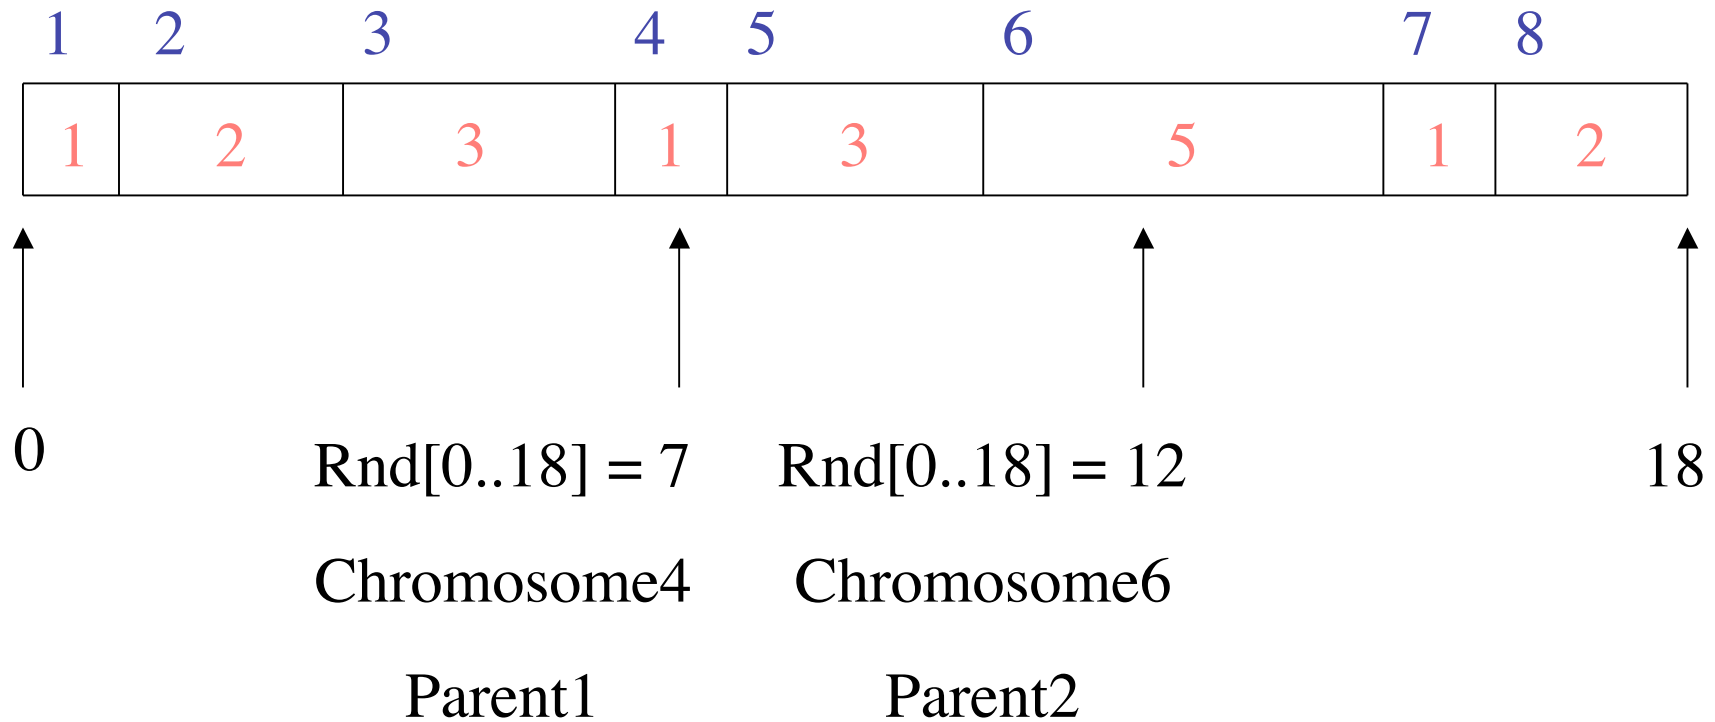 1 2 3 4 5 6 7 8
1 2 3 1 3 5 1 2
0 Rnd[0..18] = 7 Rnd[0..18] = 12 18
Chromosome4 Chromosome6
Parent1 Parent2